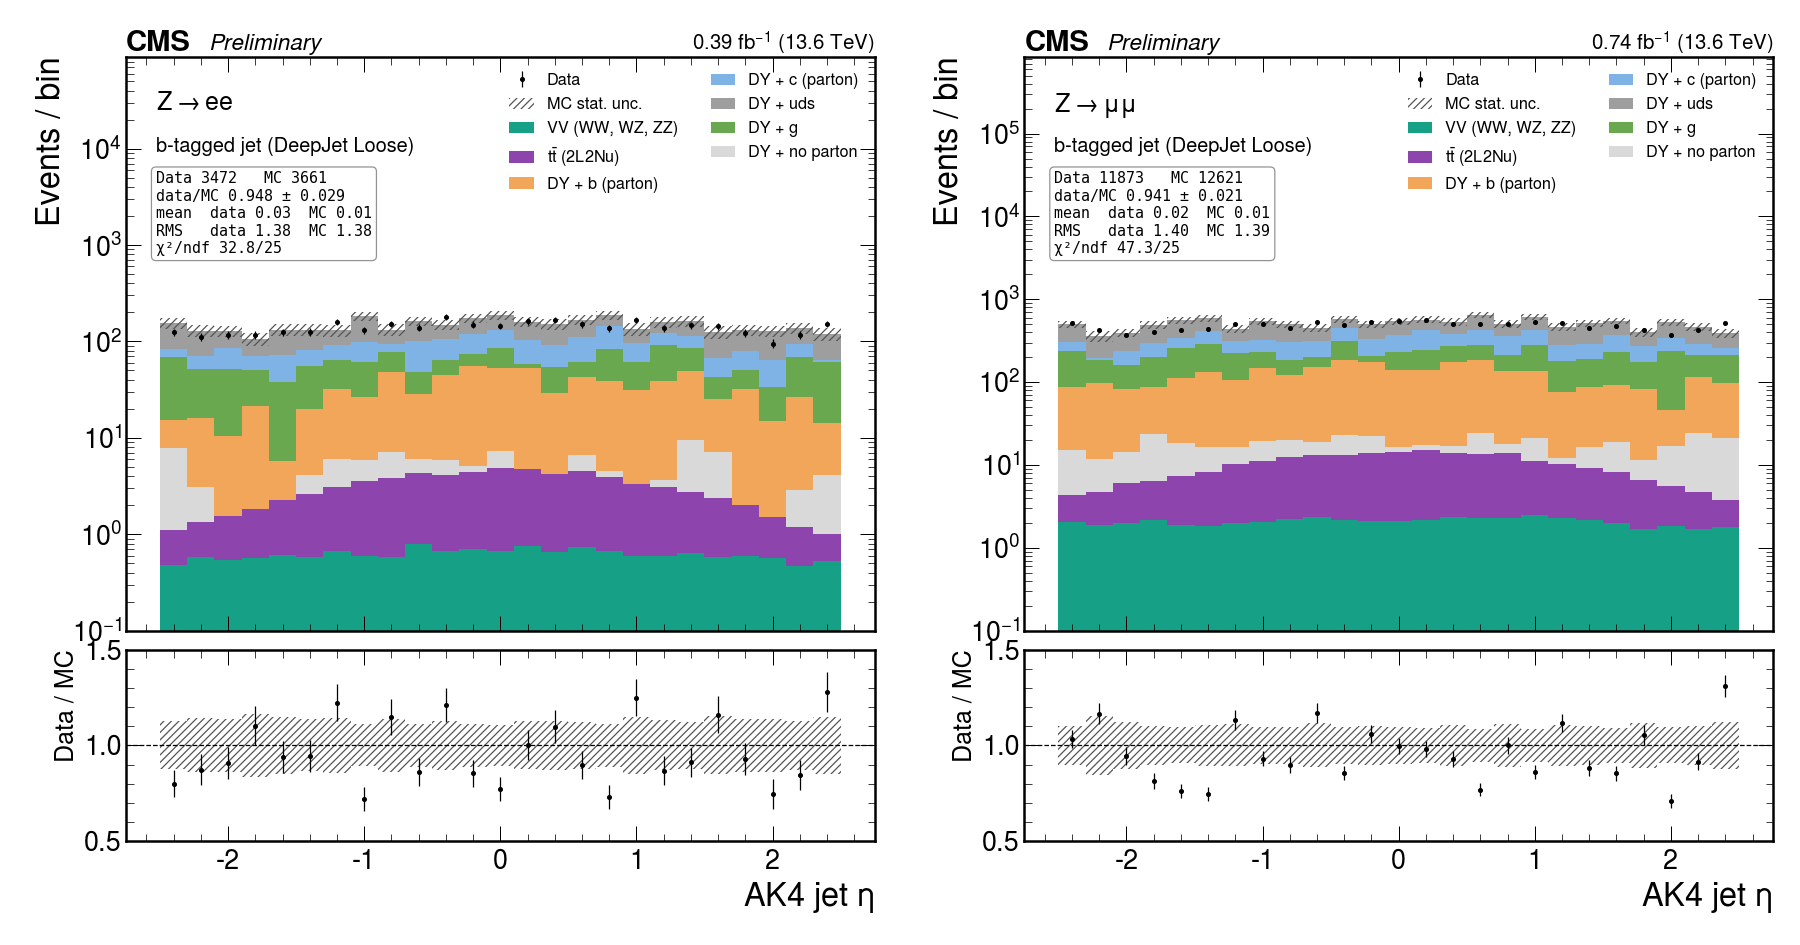 CMS Preliminary 0.39 fb⁻¹ (13.6 TeV)
Events / bin
Z → ee
b-tagged jet (DeepJet Loose)
Data 3472 MC 3661
data/MC 0.948 ± 0.029
mean data 0.03 MC 0.01
RMS data 1.38 MC 1.38
χ²/ndf 32.8/25
Data
MC stat. unc.
VV (WW, WZ, ZZ)
tt̄ (2L2Nu)
DY + b (parton)
DY + c (parton)
DY + uds
DY + g
DY + no parton
10⁴
10³
10²
10¹
10⁰
10⁻¹
Data / MC
1.5
1.0
0.5
-2 -1 0 1 2
AK4 jet η
CMS Preliminary 0.74 fb⁻¹ (13.6 TeV)
Events / bin
Z → μμ
b-tagged jet (DeepJet Loose)
Data 11873 MC 12621
data/MC 0.941 ± 0.021
mean data 0.02 MC 0.01
RMS data 1.40 MC 1.39
χ²/ndf 47.3/25
Data
MC stat. unc.
VV (WW, WZ, ZZ)
tt̄ (2L2Nu)
DY + b (parton)
DY + c (parton)
DY + uds
DY + g
DY + no parton
10⁵
10⁴
10³
10²
10¹
10⁰
10⁻¹
Data / MC
1.5
1.0
0.5
-2 -1 0 1 2
AK4 jet η